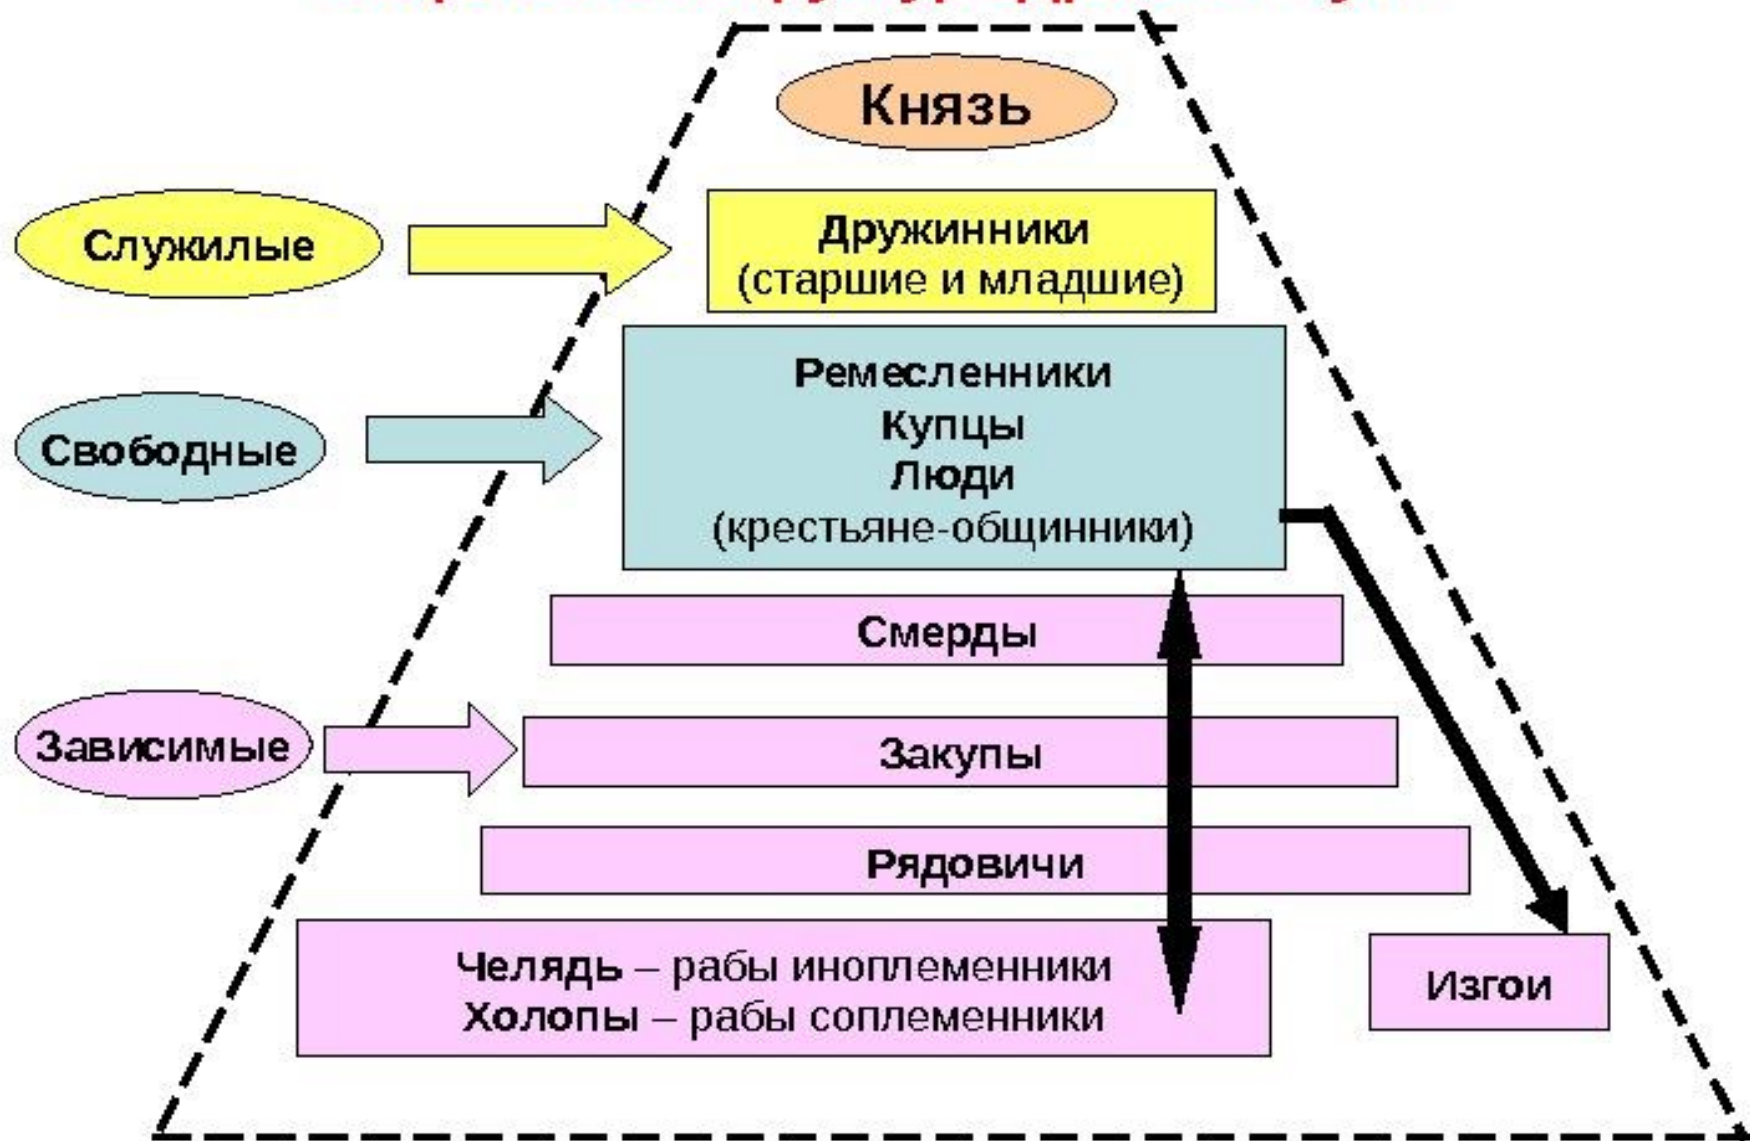 Князь
Служилые
Дружинники
(старшие и младшие)
Свободные
Ремесленники
Купцы
Люди
(крестьяне-общинники)
Смерды
Зависимые
Закупы
Рядовичи
Челядь – рабы иноплеменники
Холопы – рабы соплеменники
Изгои